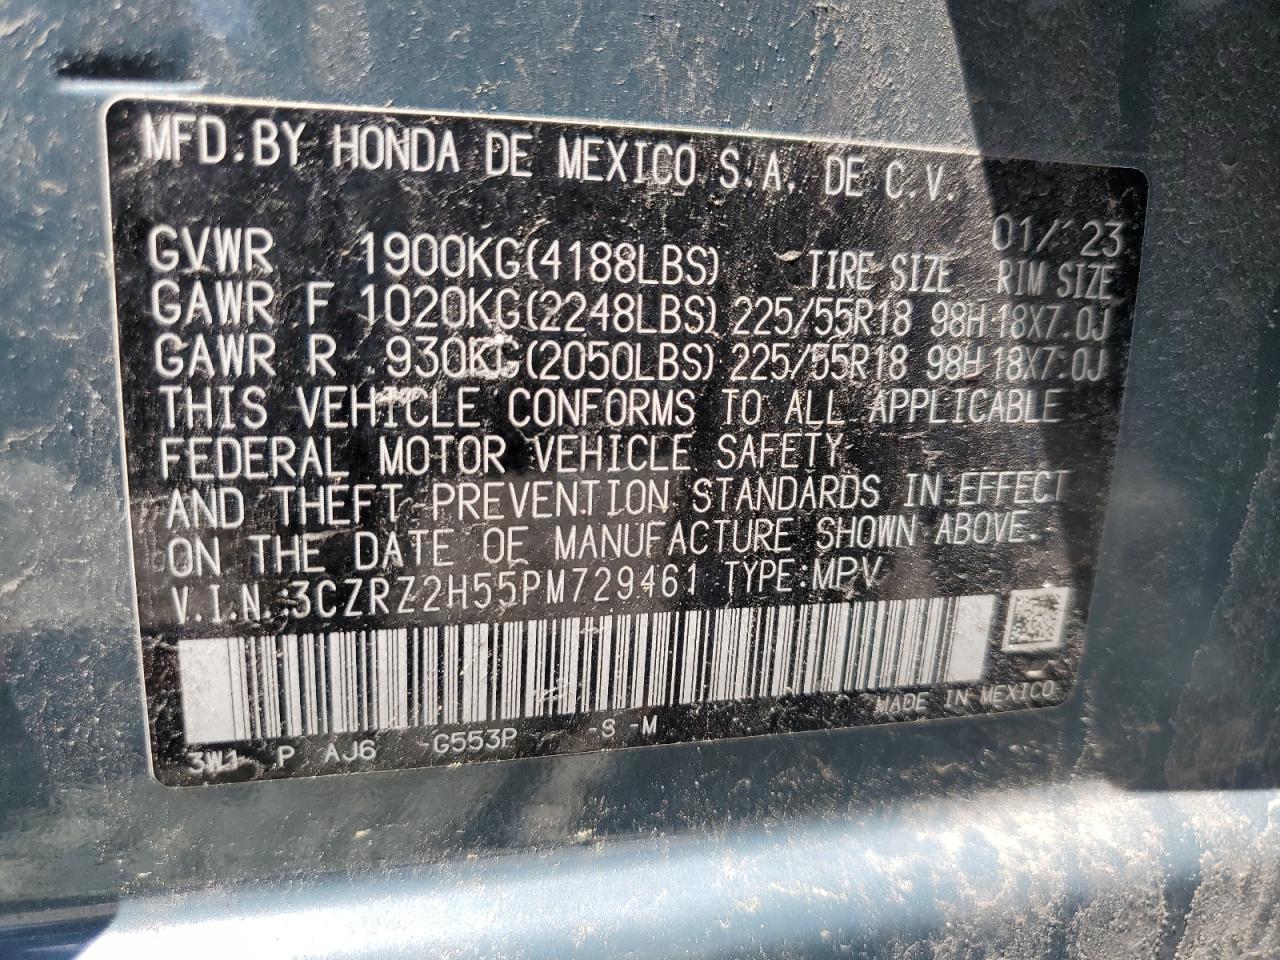 MFD.BY HONDA DE MEXICO S.A. DE C.V.
01/'23
GVWR 1900KG(4188LBS) TIRE SIZE RIM SIZE
GAWR F 1020KG(2248LBS) 225/55R18 98H 18X7.0J
GAWR R 930KG(2050LBS) 225/55R18 98H 18X7.0J
THIS VEHICLE CONFORMS TO ALL APPLICABLE
FEDERAL MOTOR VEHICLE SAFETY
AND THEFT PREVENTION STANDARDS IN EFFECT
ON THE DATE OF MANUFACTURE SHOWN ABOVE.
V.I.N.:3CZRZ2H55PM729461 TYPE:MPV
MADE IN MEXICO
3W1 P AJ6 -G553P -S -M